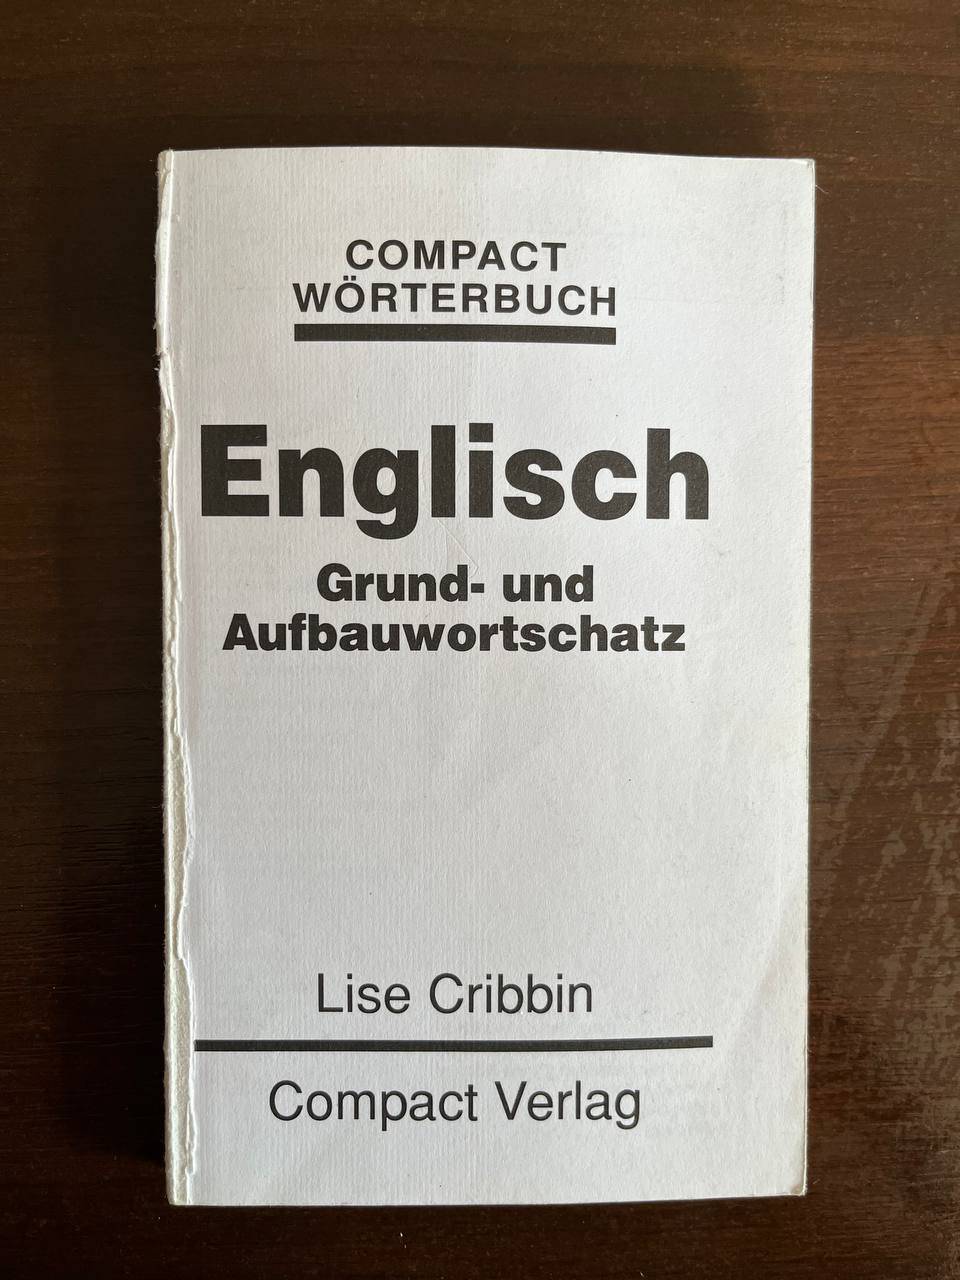 COMPACT
WÖRTERBUCH
Englisch
Grund- und
Aufbauwortschatz
Lise Cribbin
Compact Verlag